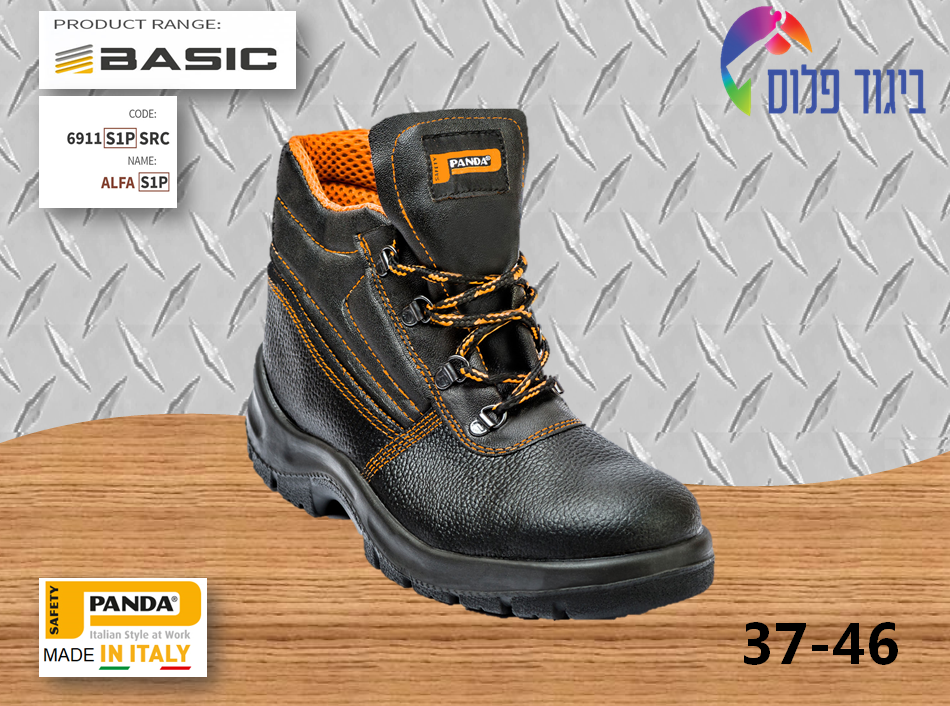 PRODUCT RANGE:
BASIC
ביגוד פלוס
CODE:
6911 S1P SRC
NAME:
ALFA S1P
SAFETY
PANDA®
SAFETY
PANDA®
Italian Style at Work
MADE IN ITALY
37-46